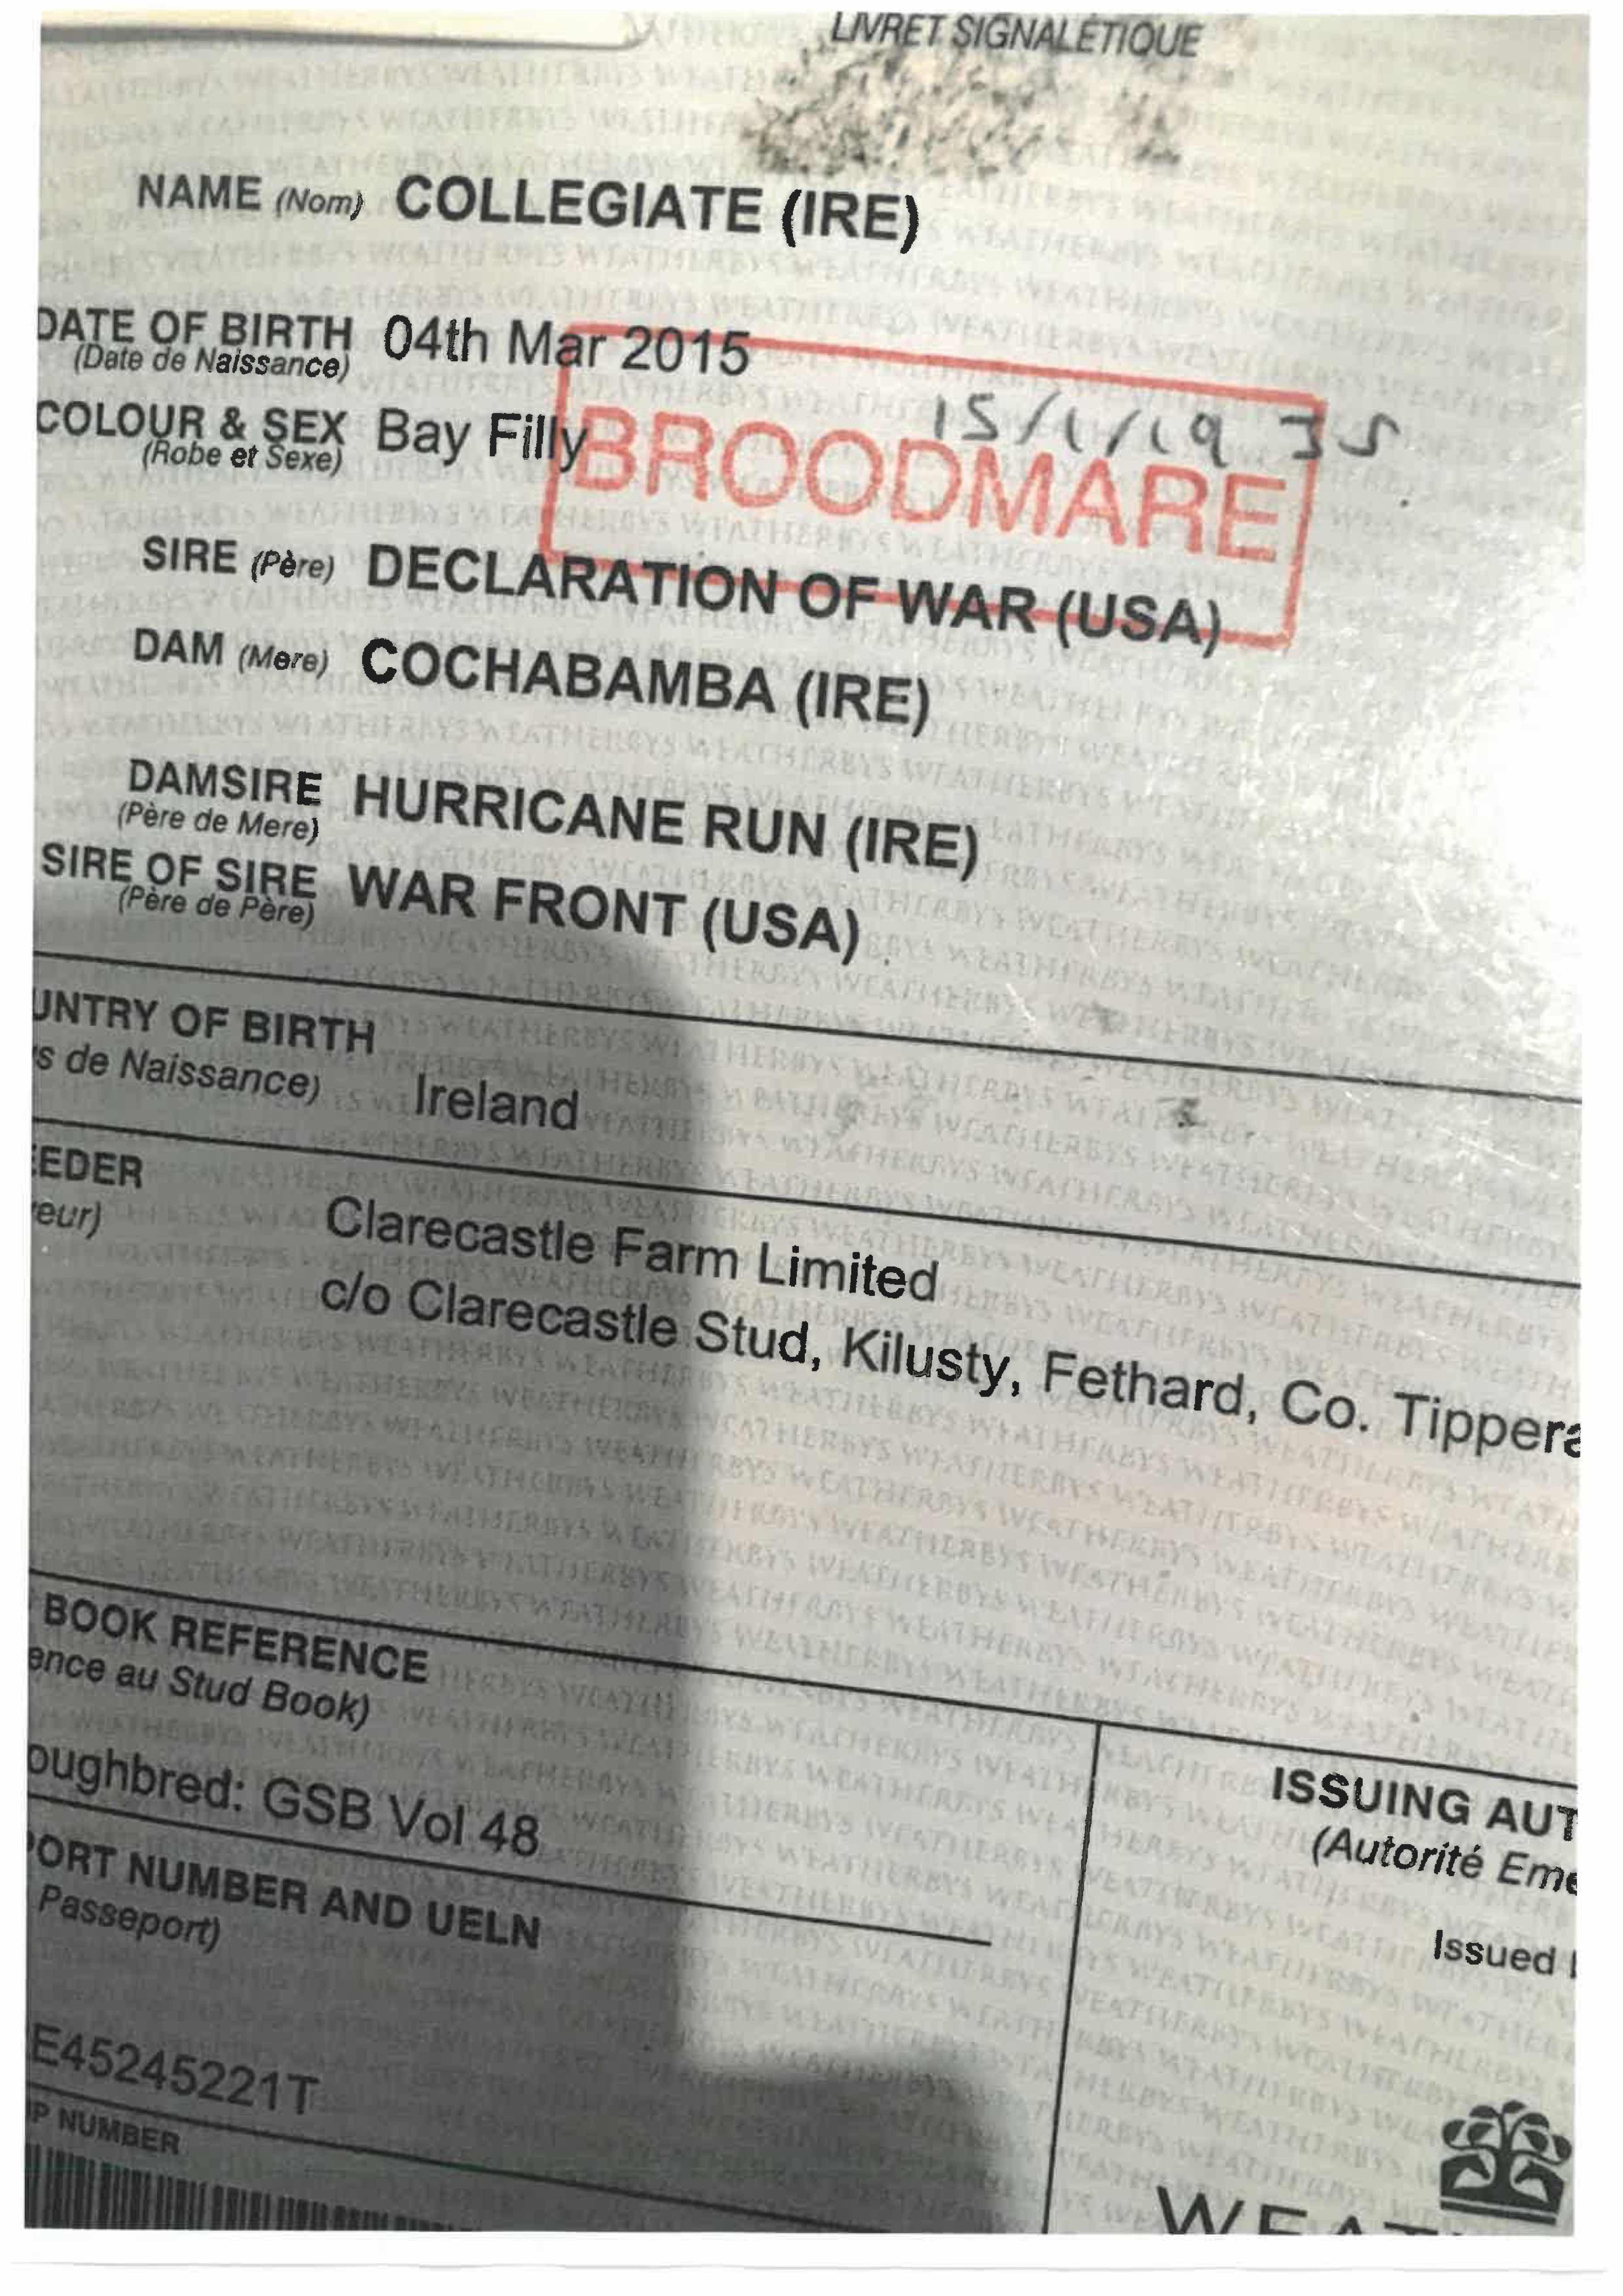 LIVRET SIGNALÉTIQUE
NAME (Nom) COLLEGIATE (IRE)
DATE OF BIRTH 04th Mar 2015
(Date de Naissance)
15/1/19 JS
COLOUR & SEX Bay Filly
(Robe et Sexe)
BROODMARE
SIRE (Père) DECLARATION OF WAR (USA)
DAM (Mere) COCHABAMBA (IRE)
DAMSIRE HURRICANE RUN (IRE)
(Père de Mere)
SIRE OF SIRE WAR FRONT (USA)
(Père de Père)
UNTRY OF BIRTH
s de Naissance) Ireland
EEDER
eur)
Clarecastle Farm Limited
c/o Clarecastle Stud, Kilusty, Fethard, Co. Tippera
BOOK REFERENCE
ence au Stud Book)
oughbred: GSB Vol 48
PORT NUMBER AND UELN
Passeport)
E45245221T
IP NUMBER
ISSUING AUT
(Autorité Eme
Issued
WEAT